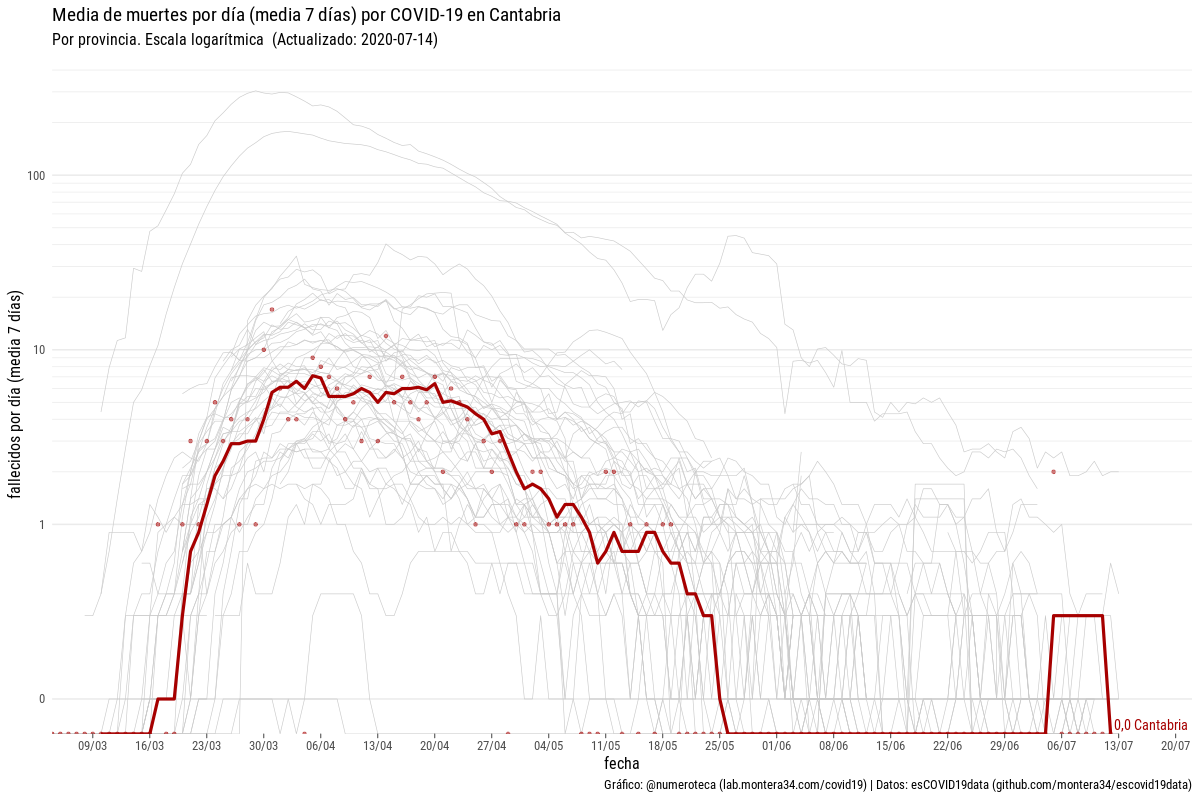 Media de muertes por día (media 7 días) por COVID-19 en Cantabria
Por provincia. Escala logarítmica (Actualizado: 2020-07-14)
fallecidos por día (media 7 días)
100
10
1
0
0,0 Cantabria
09/03 16/03 23/03 30/03 06/04 13/04 20/04 27/04 04/05 11/05 18/05 25/05 01/06 08/06 15/06 22/06 29/06 06/07 13/07 20/07
fecha
Gráfico: @numeroteca (lab.montera34.com/covid19) | Datos: esCOVID19data (github.com/montera34/escovid19data)